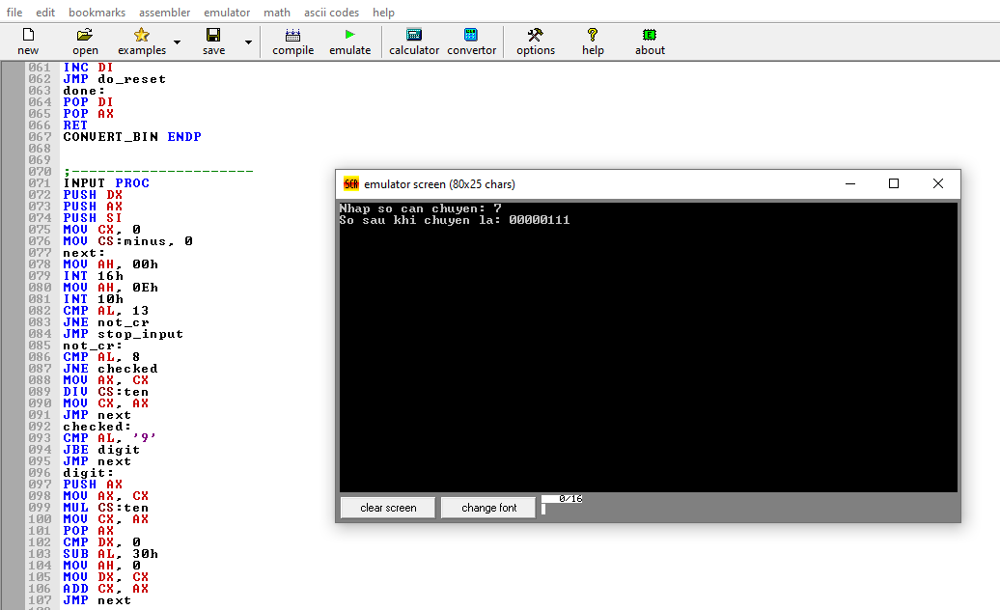 file edit bookmarks assembler emulator math ascii codes help
new open examples save compile emulate calculator convertor options help about
061 INC DI
062 JMP do_reset
063 done:
064 POP DI
065 POP AX
066 RET
067 CONVERT_BIN ENDP
068
069
070 ;---------------------
071 INPUT PROC
072 PUSH DX
073 PUSH AX
074 PUSH SI
075 MOV CX, 0
076 MOV CS:minus, 0
077 next:
078 MOV AH, 00h
079 INT 16h
080 MOV AH, 0Eh
081 INT 10h
082 CMP AL, 13
083 JNE not_cr
084 JMP stop_input
085 not_cr:
086 CMP AL, 8
087 JNE checked
088 MOV AX, CX
089 DIV CS:ten
090 MOV CX, AX
091 JMP next
092 checked:
093 CMP AL, '9'
094 JBE digit
095 JMP next
096 digit:
097 PUSH AX
098 MOV AX, CX
099 MUL CS:ten
100 MOV CX, AX
101 POP AX
102 CMP DX, 0
103 SUB AL, 30h
104 MOV AH, 0
105 MOV DX, CX
106 ADD CX, AX
107 JMP next
SCR emulator screen (80x25 chars)
Nhap so can chuyen: 7
So sau khi chuyen la: 00000111
clear screen change font 0/16